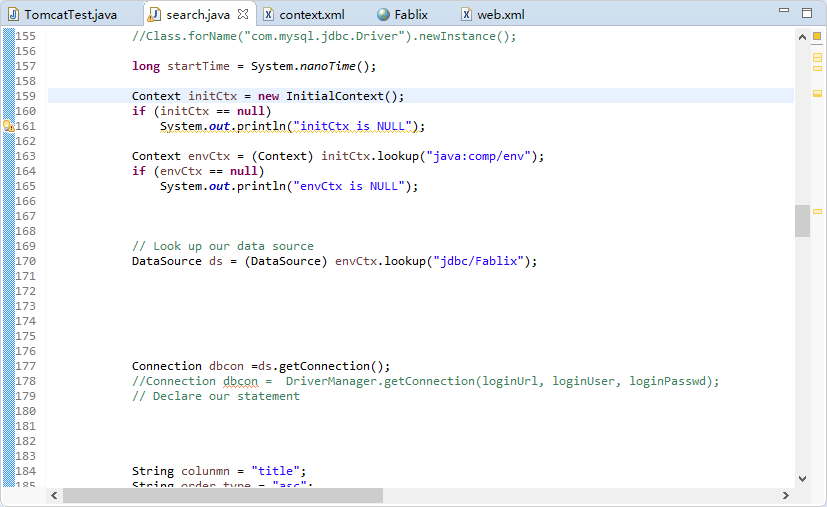 TomcatTest.java search.java context.xml Fablix web.xml
155 //Class.forName("com.mysql.jdbc.Driver").newInstance();
156
157 long startTime = System.nanoTime();
158
159 Context initCtx = new InitialContext();
160 if (initCtx == null)
161 System.out.println("initCtx is NULL");
162
163 Context envCtx = (Context) initCtx.lookup("java:comp/env");
164 if (envCtx == null)
165 System.out.println("envCtx is NULL");
166
167
168
169 // Look up our data source
170 DataSource ds = (DataSource) envCtx.lookup("jdbc/Fablix");
171
172
173
174
175
176
177 Connection dbcon =ds.getConnection();
178 //Connection dbcon =  DriverManager.getConnection(loginUrl, loginUser, loginPasswd);
179 // Declare our statement
180
181
182
183
184 String colunmn = "title";
185 String order_type = "asc";